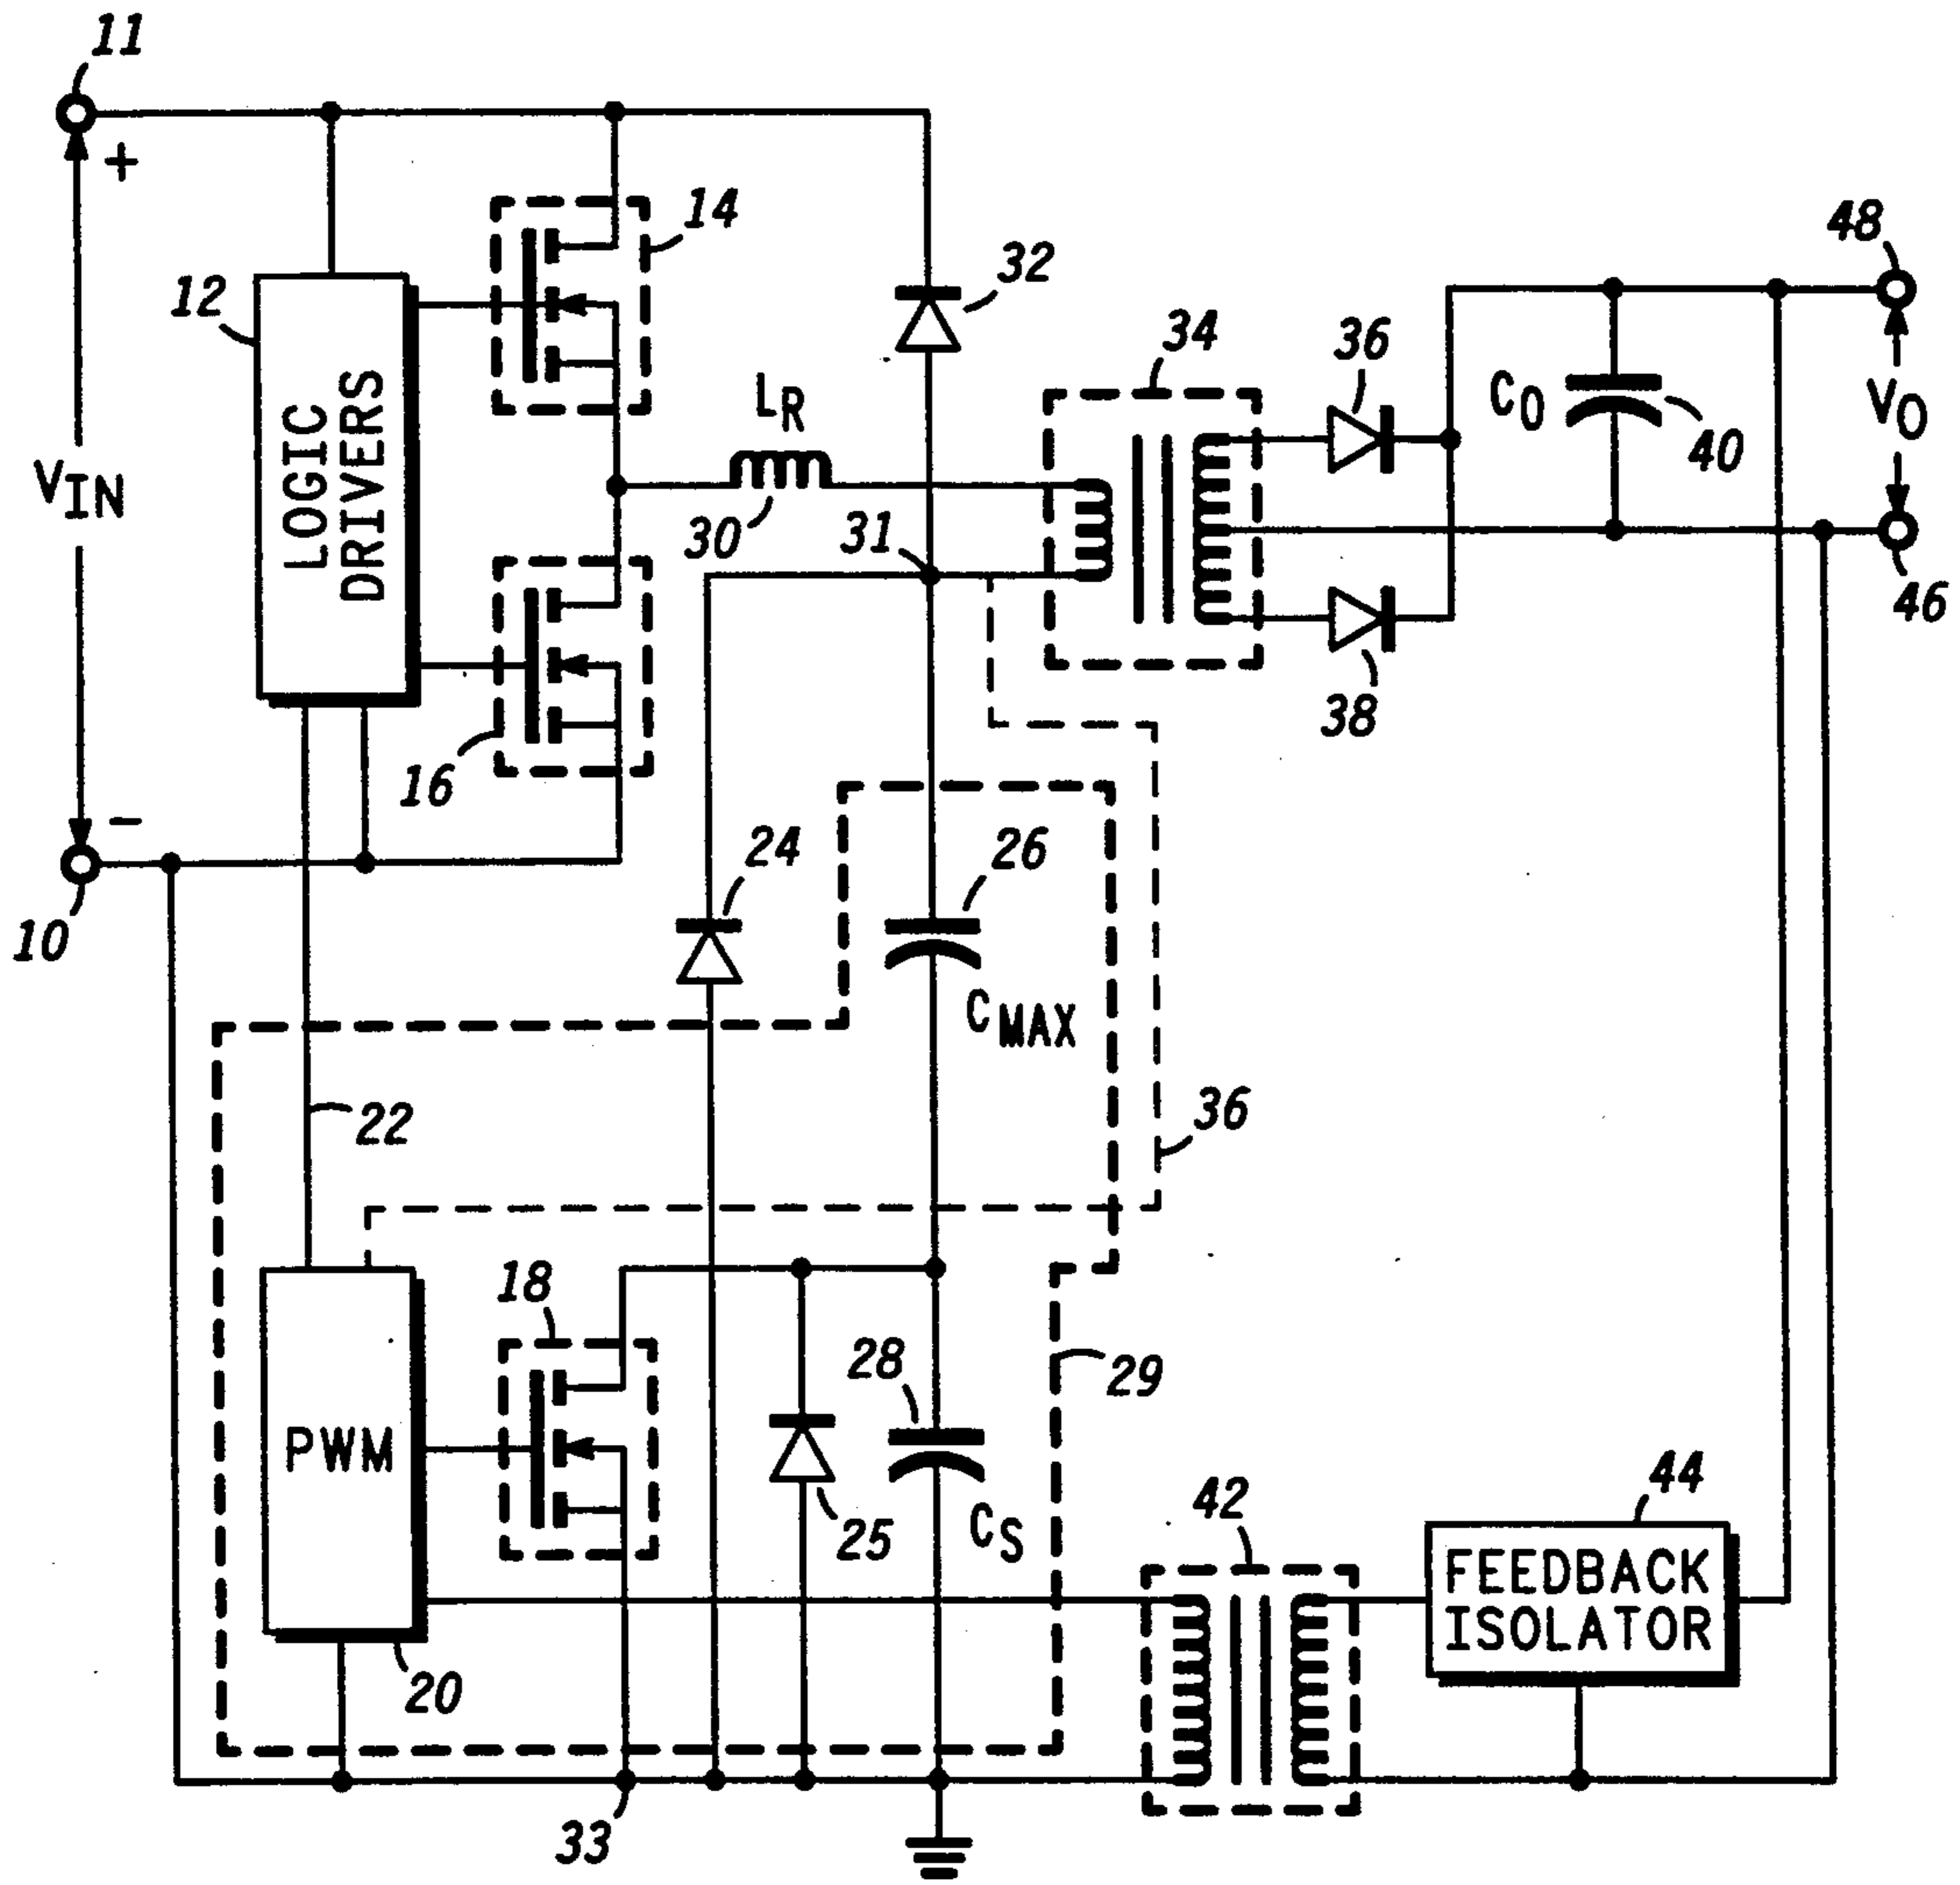 11
+
14
48
32
12
34
36
LR
CO
VO
40
LOGIC
DRIVERS
VIN
30
31
46
38
16
−
24
26
10
CMAX
22
36
18
28
29
PWM
44
42
25
CS
FEEDBACK
ISOLATOR
20
33